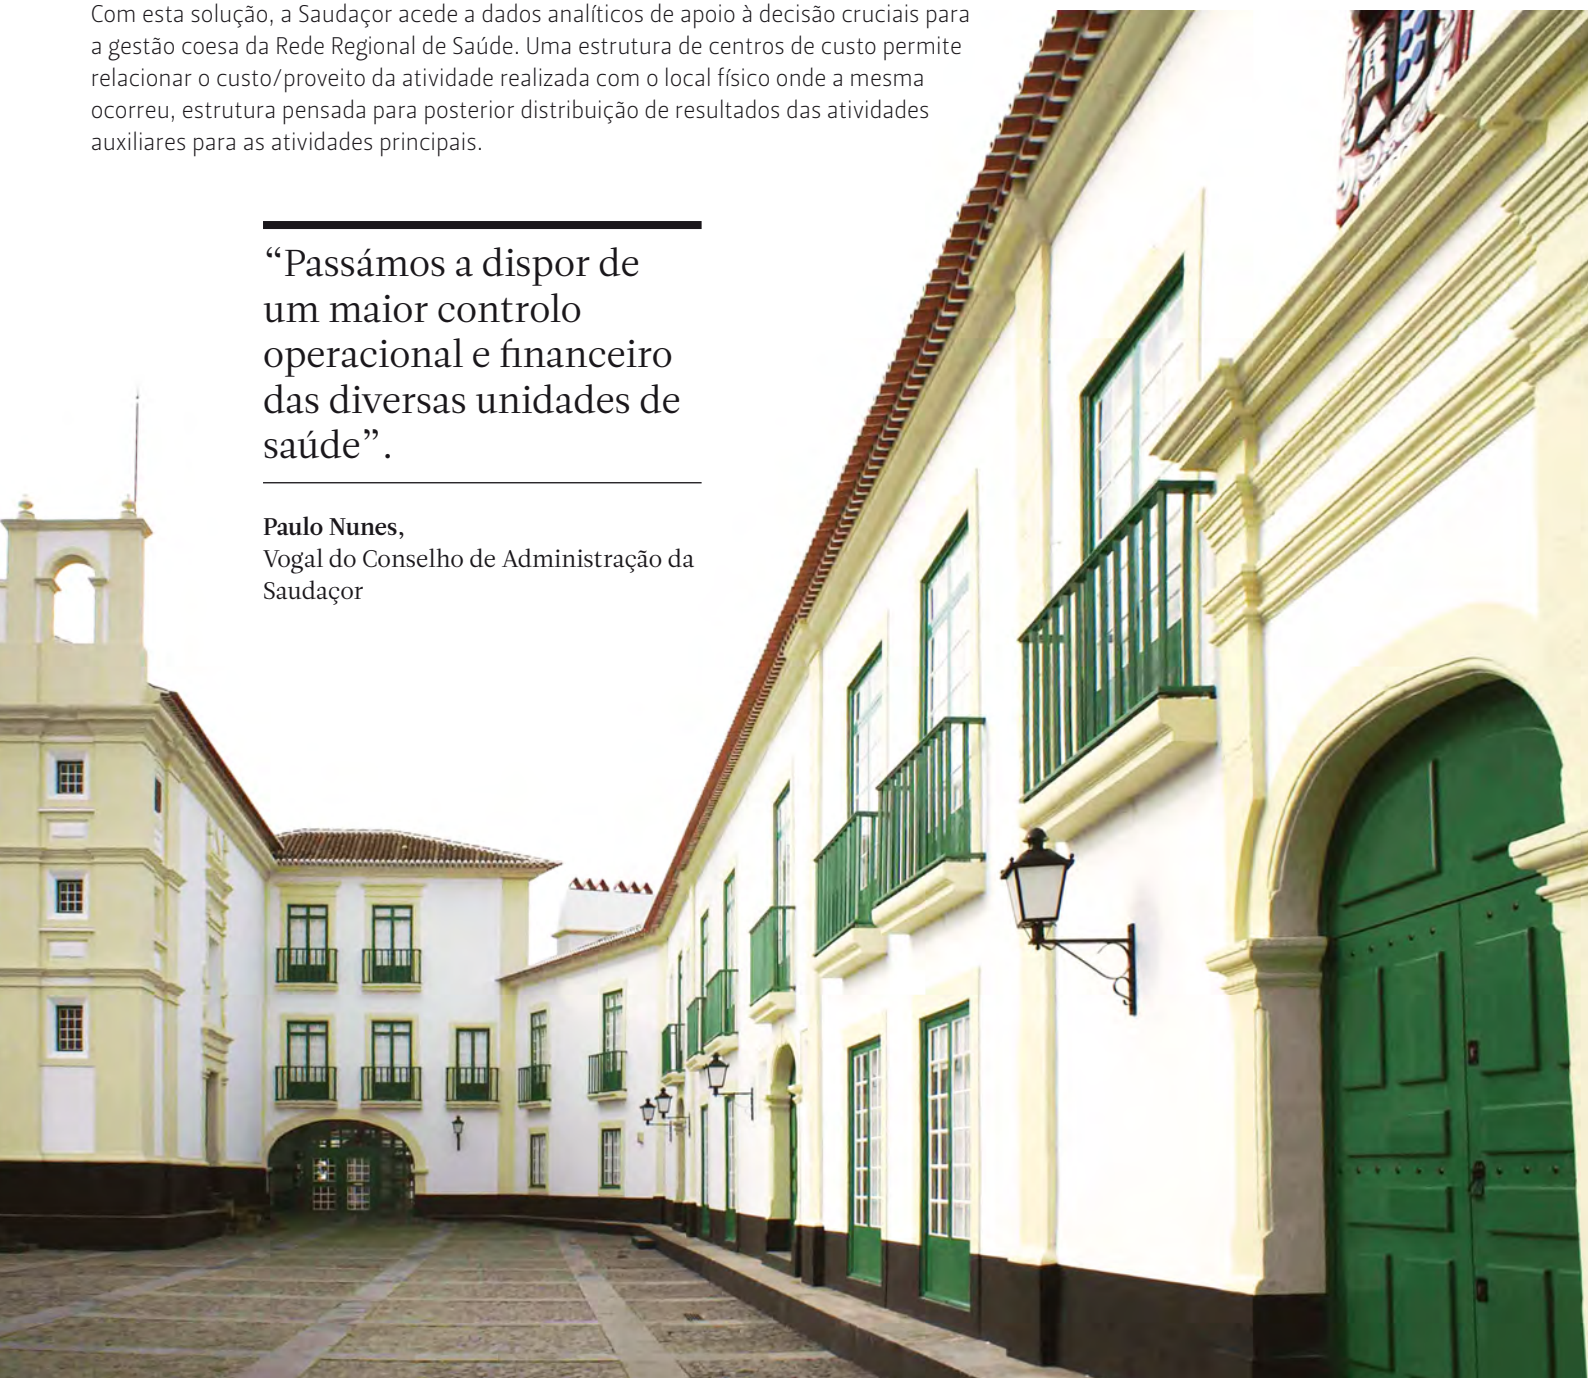 Com esta solução, a Saudaçor acede a dados analíticos de apoio à decisão cruciais para
a gestão coesa da Rede Regional de Saúde. Uma estrutura de centros de custo permite
relacionar o custo/proveito da atividade realizada com o local físico onde a mesma
ocorreu, estrutura pensada para posterior distribuição de resultados das atividades
auxiliares para as atividades principais.
“Passámos a dispor de
um maior controlo
operacional e financeiro
das diversas unidades de
saúde”.
Paulo Nunes,
Vogal do Conselho de Administração da
Saudaçor